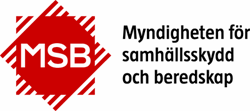 MSB
Myndigheten för
samhällsskydd
och beredskap